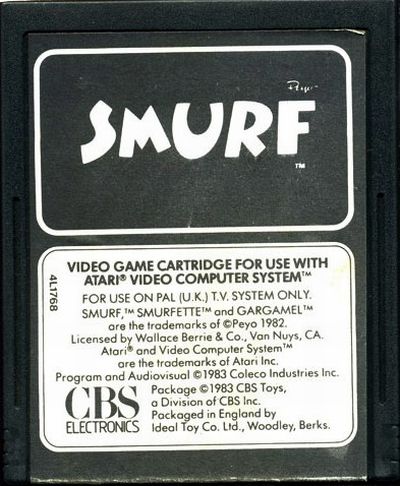 Peyo
SMURF
TM
4L1768
VIDEO GAME CARTRIDGE FOR USE WITH
ATARI® VIDEO COMPUTER SYSTEM™
FOR USE ON PAL (U.K.) T.V. SYSTEM ONLY.
SMURF,™ SMURFETTE™ and GARGAMEL™
are the trademarks of ©Peyo 1982.
Licensed by Wallace Berrie & Co., Van Nuys, CA.
Atari® and Video Computer System™
are the trademarks of Atari Inc.
Program and Audiovisual ©1983 Coleco Industries Inc.
CBS
ELECTRONICS
Package ©1983 CBS Toys,
a Division of CBS Inc.
Packaged in England by
Ideal Toy Co. Ltd., Woodley, Berks.